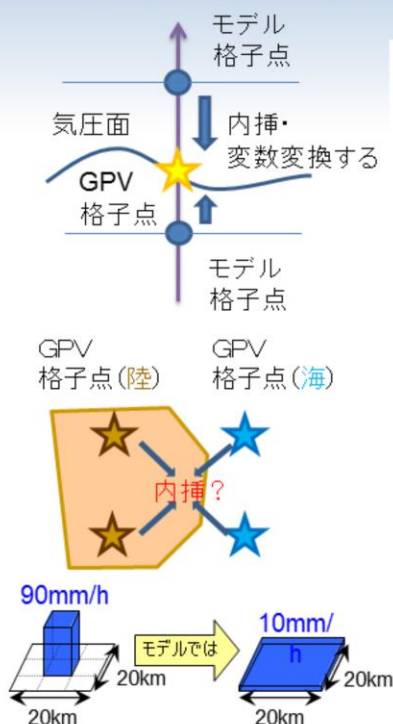 モデル
格子点
気圧面
内挿・
変数変換する
GPV
格子点
モデル
格子点
GPV
格子点(陸)
GPV
格子点(海)
内挿?
90mm/h
モデルでは
10mm/
h
20km
20km
20km
20km